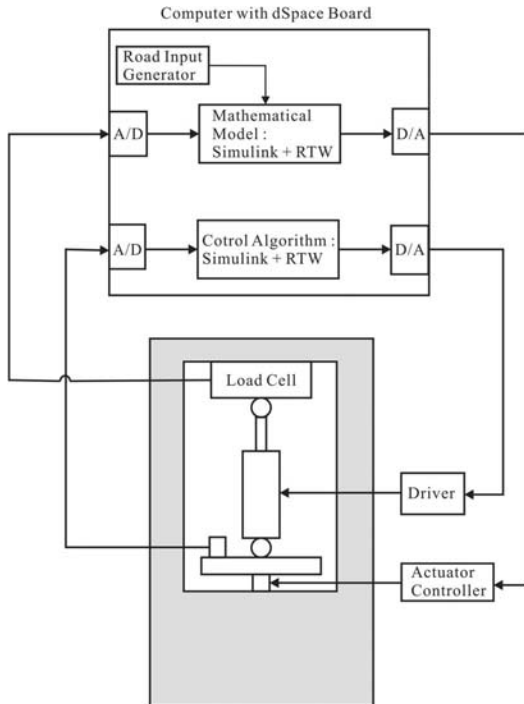 Computer with dSpace Board
Road Input
Generator
A/D
Mathematical
Model :
Simulink + RTW
D/A
A/D
Cotrol Algorithm :
Simulink + RTW
D/A
Load Cell
Driver
Actuator
Controller